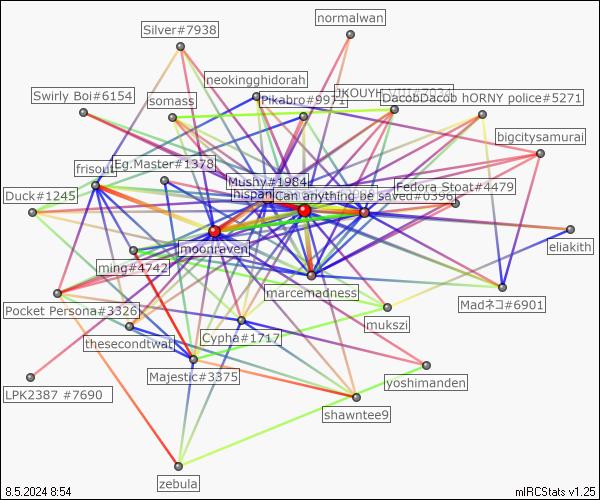 normalwan
Silver#7938
neokingghidorah
Swirly Boi#6154
somass
Pikabro#9971
DacobDacob hORNY police#5271
bigcitysamurai
Eg.Master#1378
frisout
Mushy#1984
Fedora Stoat#4479
Duck#1245
Can anything be saved#0398
eliakith
moonraven
ming#4742
marcemadness
Pocket Persona#3326
Madネコ#6901
mukszi
thesecondtwat
Cypha#1717
Majestic#3375
yoshimanden
LPK2387 #7690
shawntee9
zebula
8.5.2024 8:54
mIRCStats v1.25